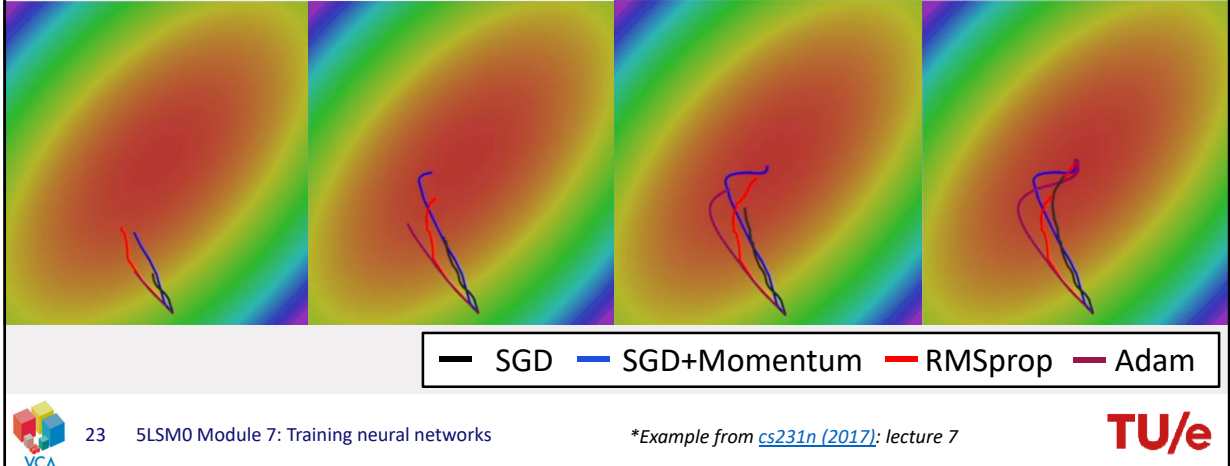 SGD SGD+Momentum RMSprop Adam
23 5LSM0 Module 7: Training neural networks *Example from cs231n (2017): lecture 7
VCA
TU/e